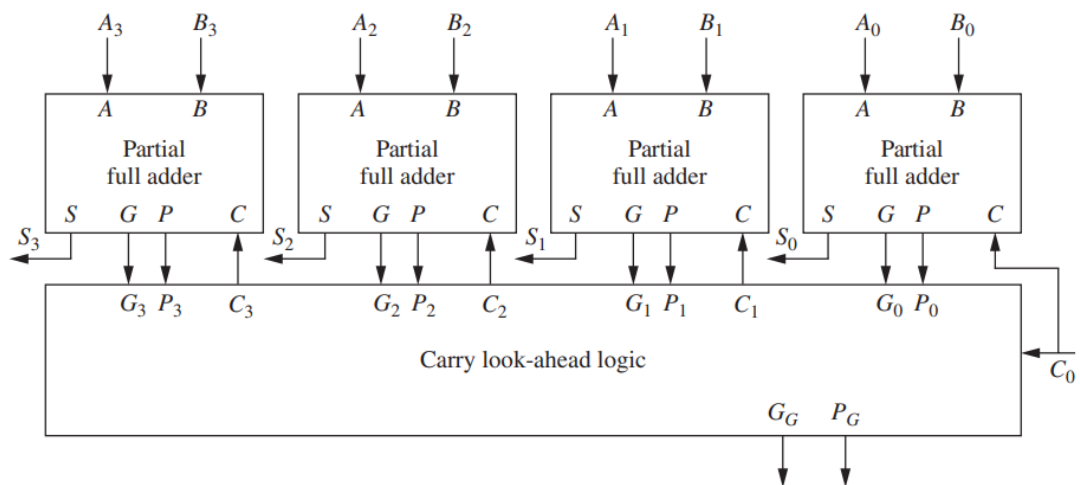 A3 B3 A2 B2 A1 B1 A0 B0
A B A B A B A B
Partial Partial Partial Partial
full adder full adder full adder full adder
S G P C S G P C S G P C S G P C
S3 S2 S1 S0
G3 P3 C3 G2 P2 C2 G1 P1 C1 G0 P0
Carry look-ahead logic
C0
GG PG